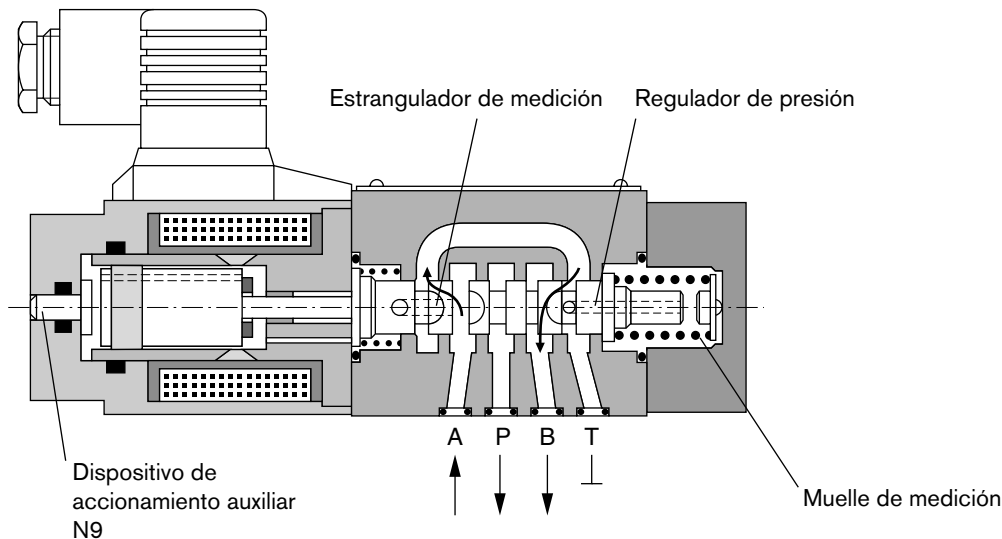 Estrangulador de medición
Regulador de presión
A P B T
Dispositivo de
accionamiento auxiliar
N9
Muelle de medición